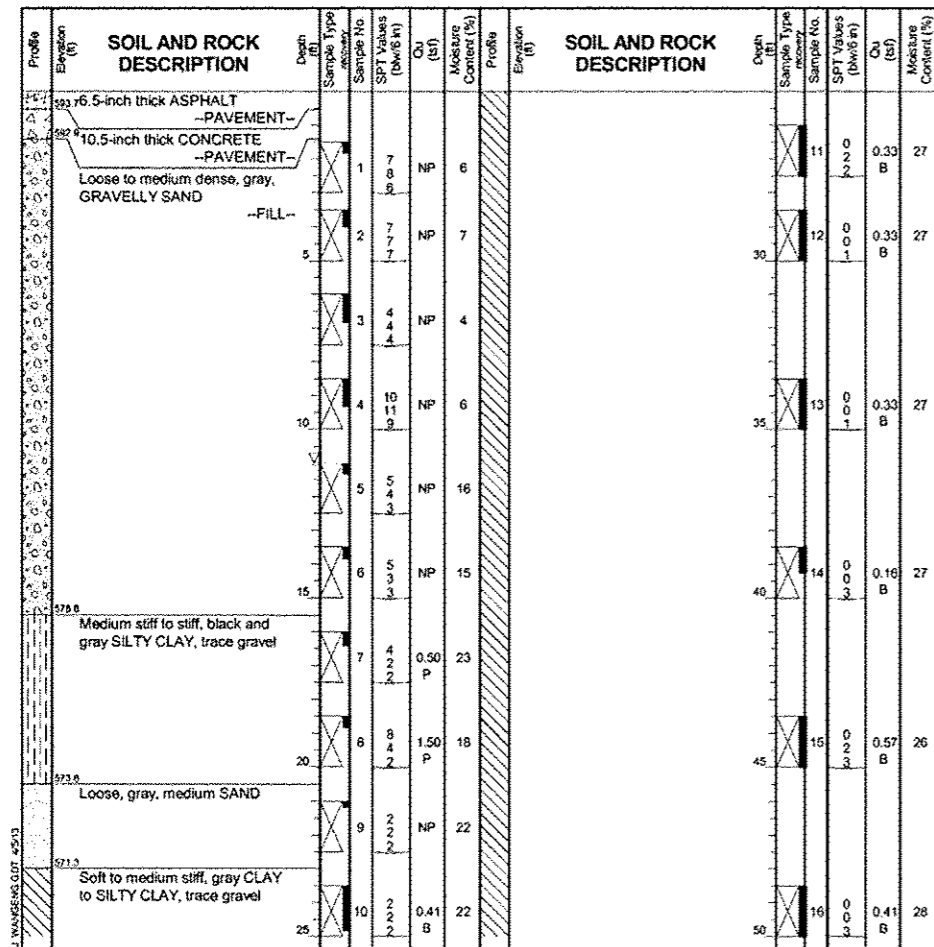 Profile
Elevation (ft)
SOIL AND ROCK DESCRIPTION
Depth (ft)
Sample Type
recovery
Sample No.
SPT Values (blw/6 in)
Qu (tsf)
Moisture Content (%)
Profile
Elevation (ft)
SOIL AND ROCK DESCRIPTION
Depth (ft)
Sample Type
recovery
Sample No.
SPT Values (blw/6 in)
Qu (tsf)
Moisture Content (%)
593.7 6.5-inch thick ASPHALT
--PAVEMENT--
592.9 10.5-inch thick CONCRETE
--PAVEMENT--
Loose to medium dense, gray,
GRAVELLY SAND
--FILL--
1 7 8 6 NP 6
5 2 7 7 7 NP 7
3 4 4 4 NP 4
10 4 10 11 9 NP 6
5 5 4 3 NP 16
15 6 5 3 3 NP 15
Medium stiff to stiff, black and
gray SILTY CLAY, trace gravel
7 4 2 2 0.50 P 23
20 8 8 4 2 1.50 P 18
573.6
Loose, gray, medium SAND
9 2 2 2 NP 22
571.3
Soft to medium stiff, gray CLAY
to SILTY CLAY, trace gravel
25 10 2 2 2 0.41 B 22
11 0 2 2 0.33 B 27
30 12 0 0 1 0.33 B 27
35 13 0 0 1 0.33 B 27
40 14 0 0 3 0.16 B 27
45 15 0 2 3 0.57 B 26
50 16 0 0 3 0.41 B 28
WANGENG.GDT 4/5/13